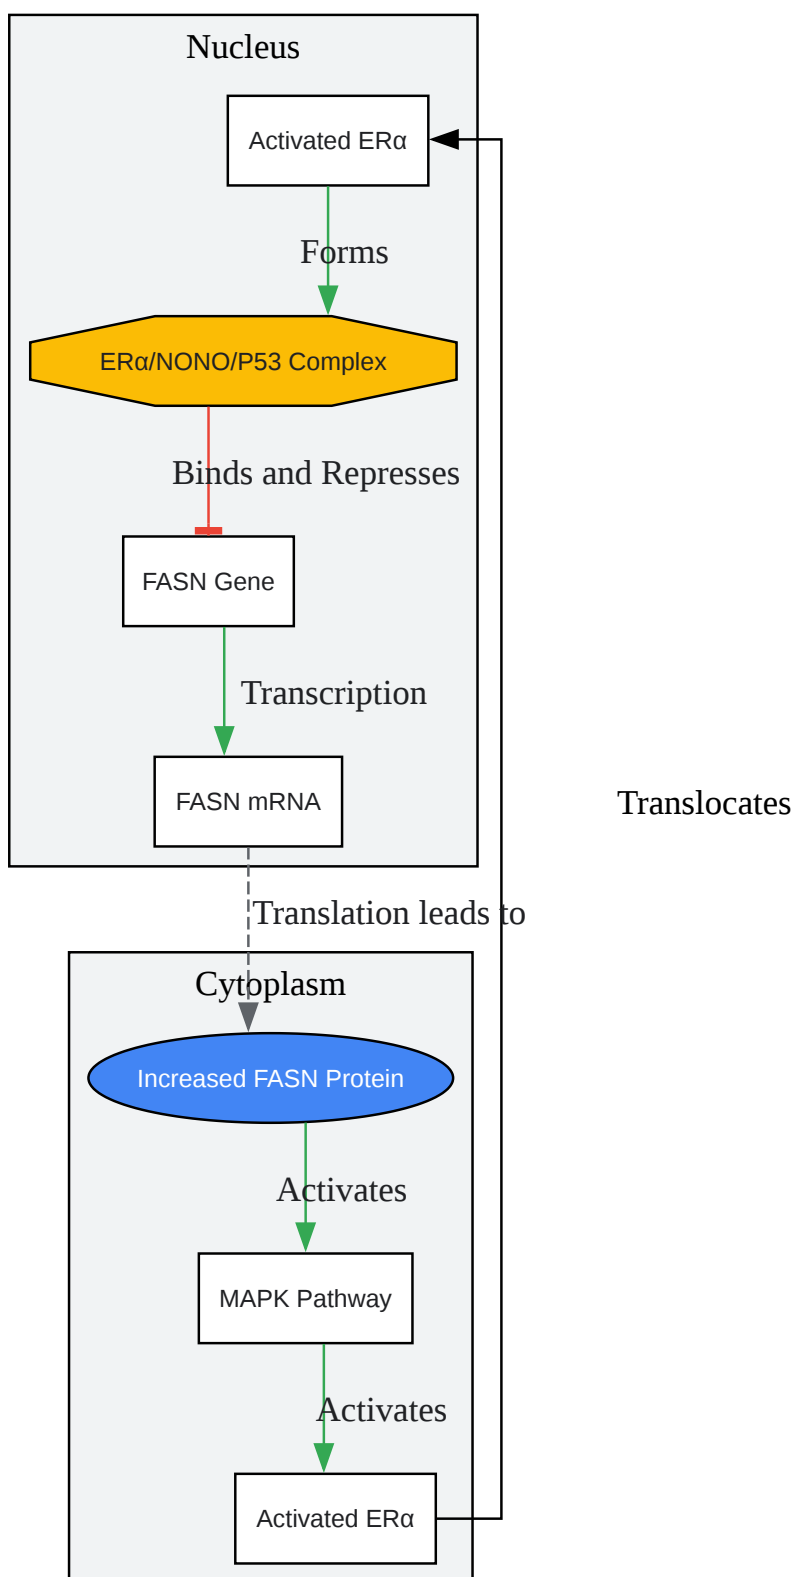 Nucleus
Activated ERα
Forms
ERα/NONO/P53 Complex
Binds and Represses
FASN Gene
Transcription
FASN mRNA
Translocates
Translation leads to
Cytoplasm
Increased FASN Protein
Activates
MAPK Pathway
Activates
Activated ERα